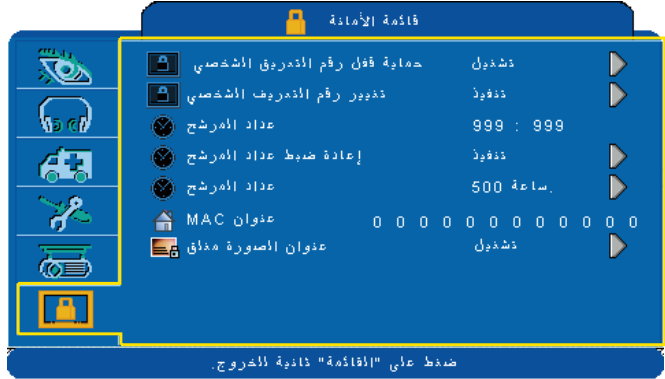 قائمة الأمانة
حماية قفل رقم التعريق الشخصي تشغيل
تغيير رقم التعريف الشخصي تنفيذ
عداد المرشح 999 : 999
إعادة ضبط عداد المرشح تنفيذ
عداد المرشح 500 ساعة.
عنوان MAC 0 0 0 0 0 0 0 0 0 0 0 0
عنوان الصورة مغلق تشغيل
ضغط على "القائمة" ثانية للخروج.